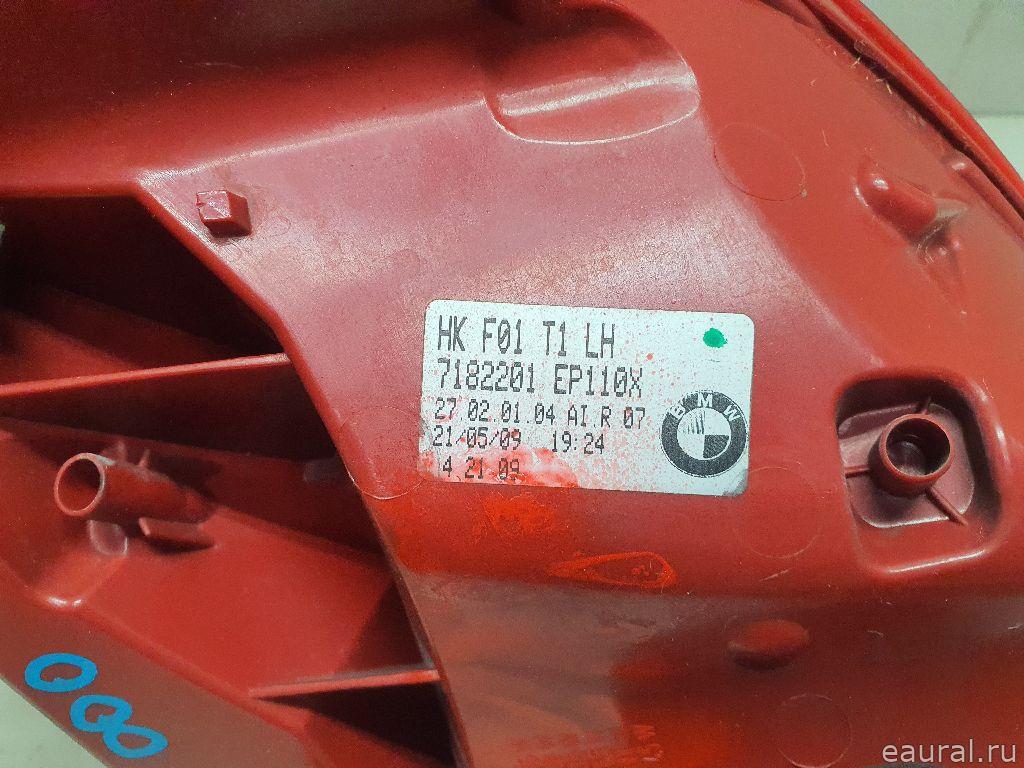 HK F01 T1 LH
7182201 EP110X
27 02.01.04 AI R 07
21/05/09 19:24
4 21 09
BMW
eaural.ru